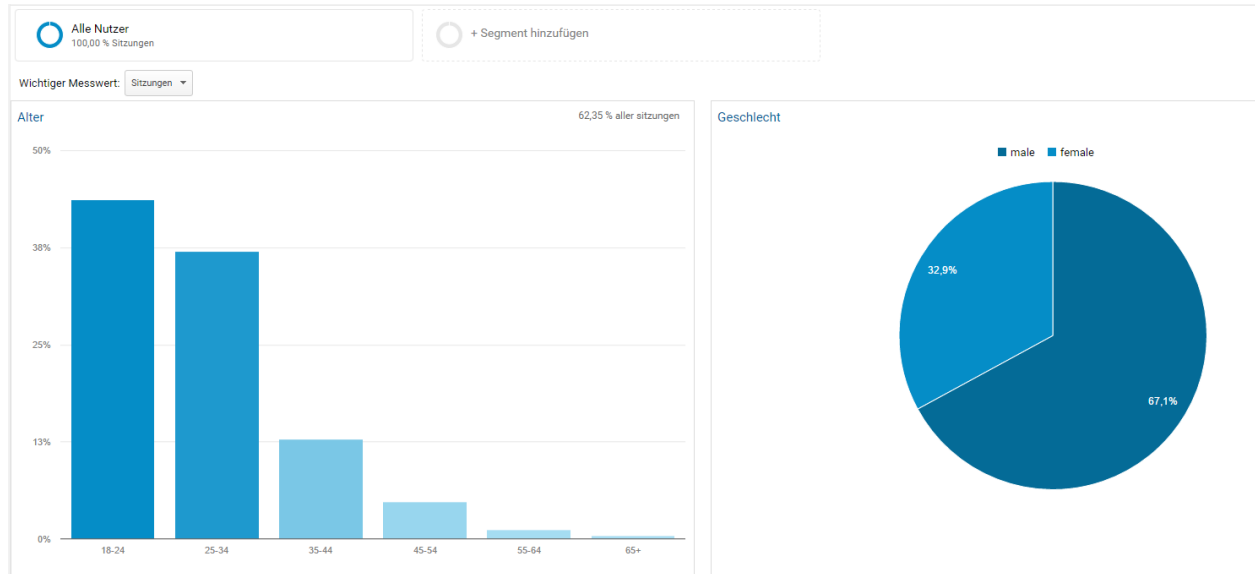 Alle Nutzer
100,00 % Sitzungen
+ Segment hinzufügen
Wichtiger Messwert: Sitzungen
Alter
62,35 % aller sitzungen
50%
38%
25%
13%
0%
18-24 25-34 35-44 45-54 55-64 65+
Geschlecht
male female
32,9%
67,1%